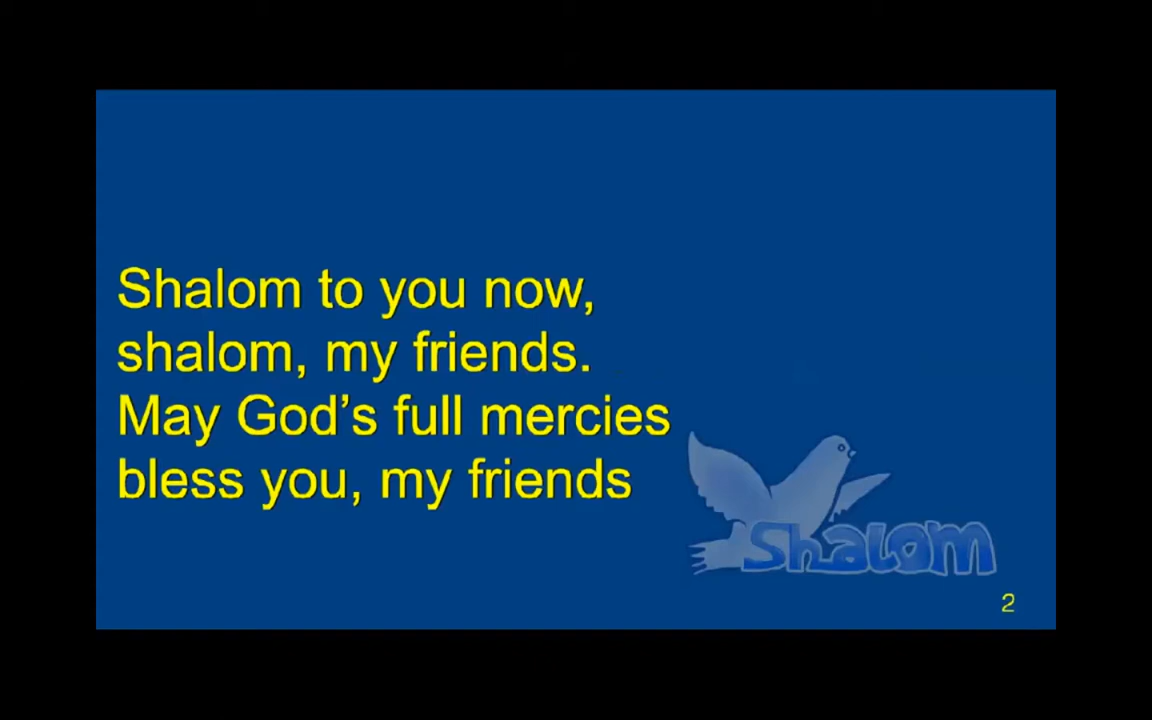 Shalom to you now,
shalom, my friends.
May God’s full mercies
bless you, my friends
Shalom
2